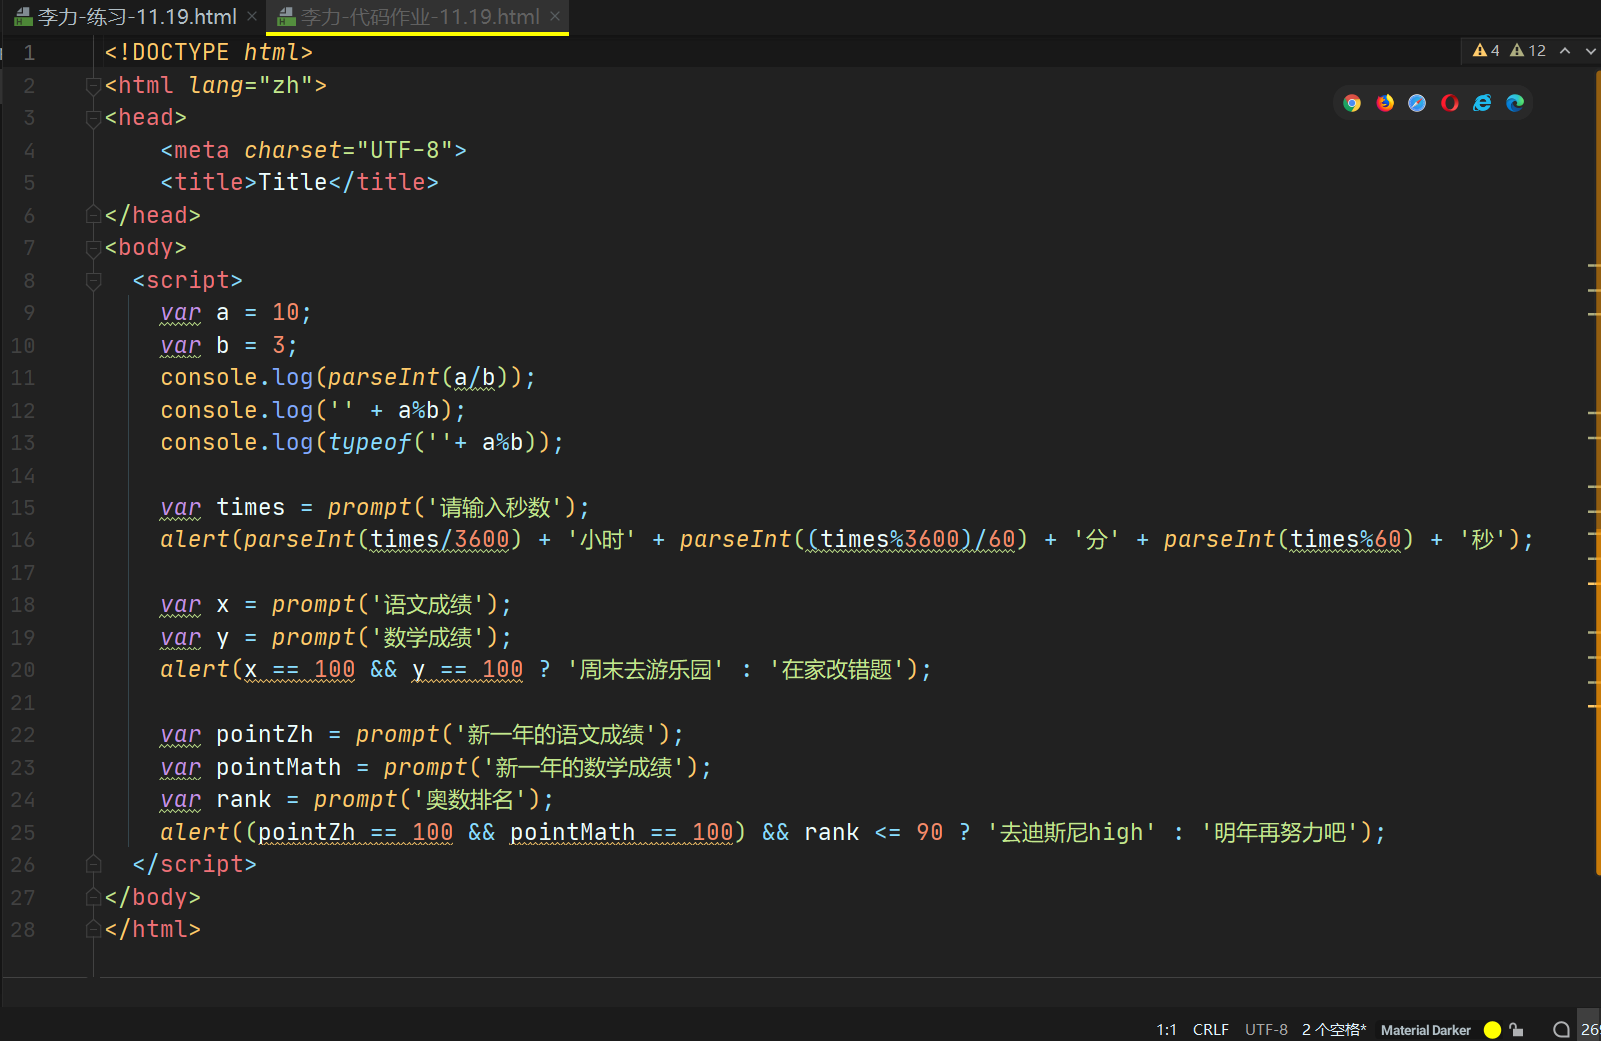 李力-练习-11.19.html × 李力-代码作业-11.19.html ×
4 12
1 <!DOCTYPE html>
2 <html lang="zh">
3 <head>
4 <meta charset="UTF-8">
5 <title>Title</title>
6 </head>
7 <body>
8 <script>
9 var a = 10;
10 var b = 3;
11 console.log(parseInt(a/b));
12 console.log('' + a%b);
13 console.log(typeof(''+ a%b));
14
15 var times = prompt('请输入秒数');
16 alert(parseInt(times/3600) + '小时' + parseInt((times%3600)/60) + '分' + parseInt(times%60) + '秒');
17
18 var x = prompt('语文成绩');
19 var y = prompt('数学成绩');
20 alert(x == 100 && y == 100 ? '周末去游乐园' : '在家改错题');
21
22 var pointZh = prompt('新一年的语文成绩');
23 var pointMath = prompt('新一年的数学成绩');
24 var rank = prompt('奥数排名');
25 alert((pointZh == 100 && pointMath == 100) && rank <= 90 ? '去迪斯尼high' : '明年再努力吧');
26 </script>
27 </body>
28 </html>
1:1 CRLF UTF-8 2 个空格* Material Darker